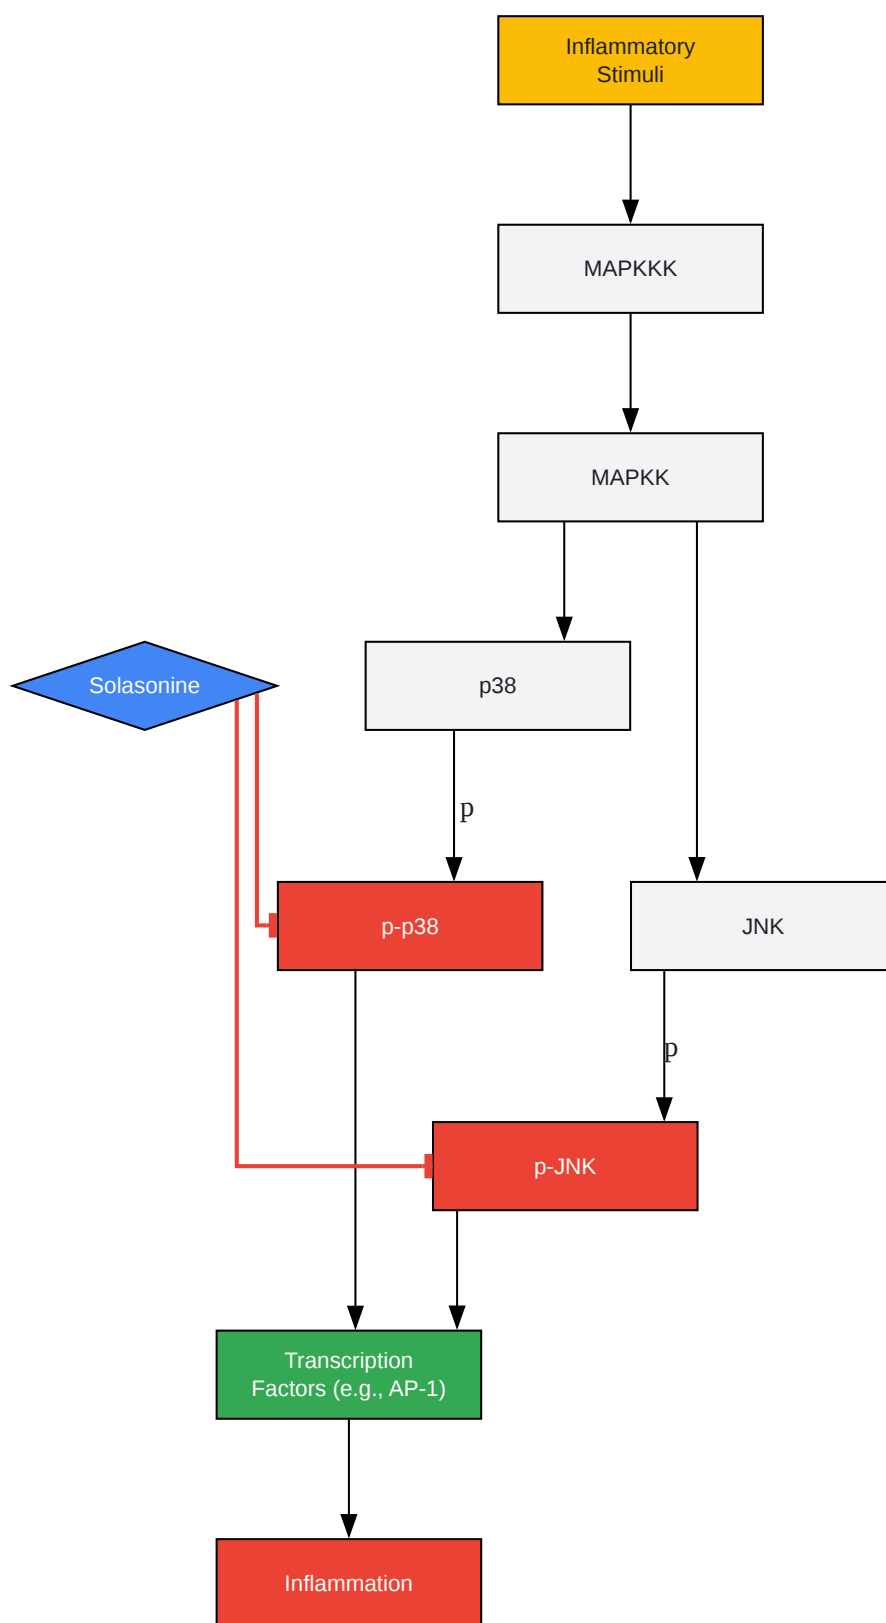 Inflammatory
Stimuli
MAPKKK
MAPKK
Solasonine
p38
p
p-p38
JNK
p
p-JNK
Transcription
Factors (e.g., AP-1)
Inflammation